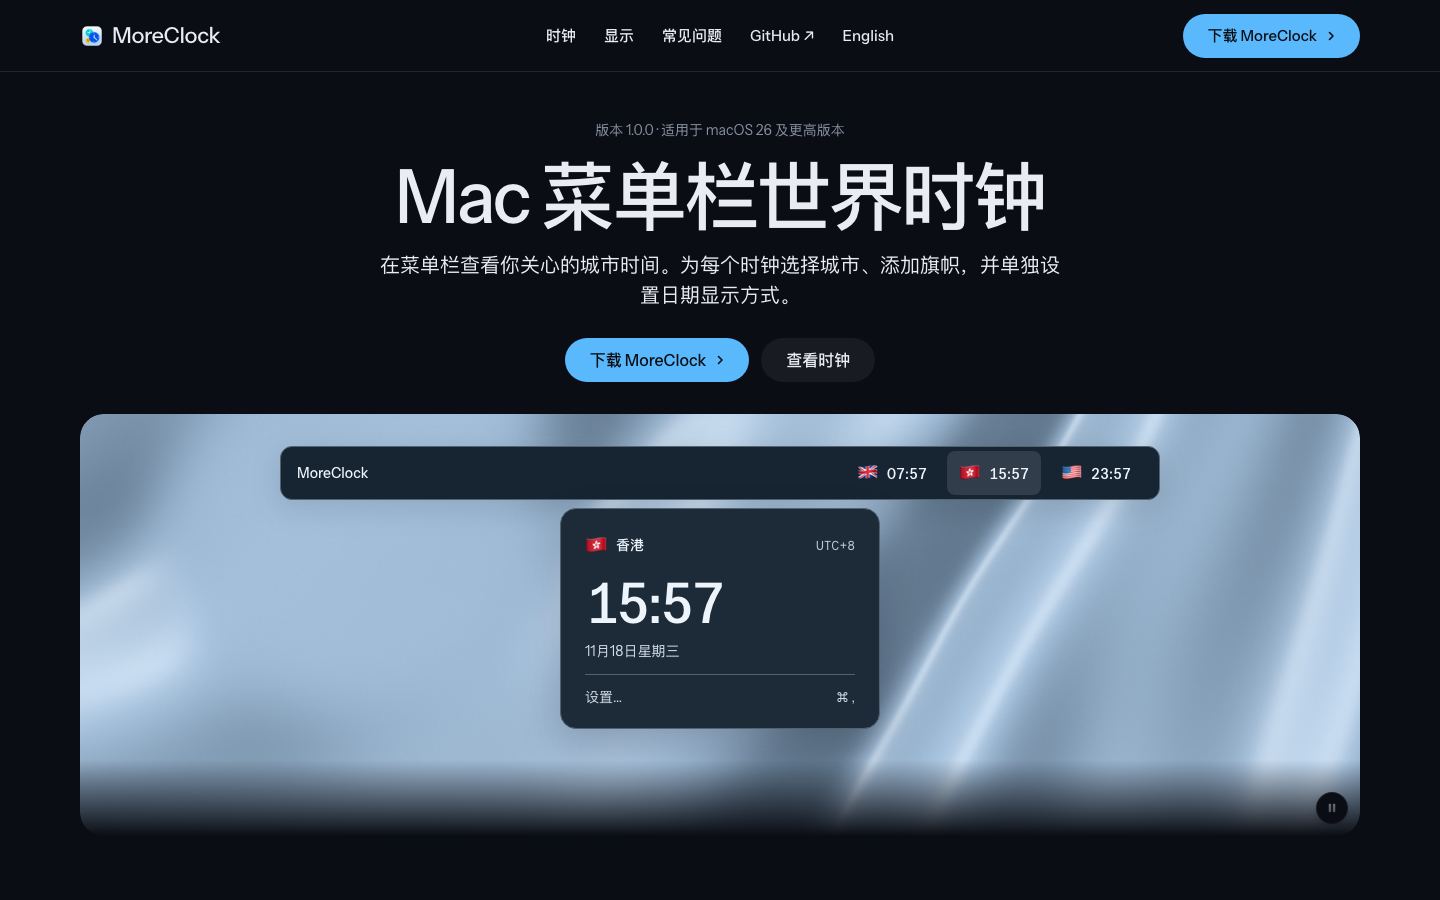 MoreClock
时钟 显示 常见问题 GitHub↗ English
下载 MoreClock ›
版本 1.0.0 · 适用于 macOS 26 及更高版本
Mac 菜单栏世界时钟
在菜单栏查看你关心的城市时间。为每个时钟选择城市、添加旗帜，并单独设
置日期显示方式。
下载 MoreClock › 查看时钟
MoreClock 🇬🇧 07:57 🇭🇰 15:57 🇺🇸 23:57
🇭🇰 香港 UTC+8
15:57
11月18日星期三
设置... ⌘ ,